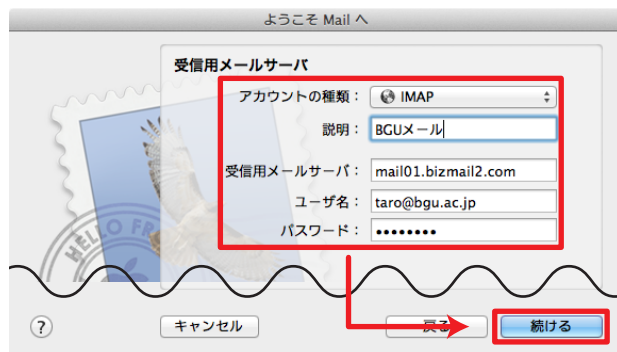 ようこそ Mail へ
受信用メールサーバ
アカウントの種類： IMAP
説明： BGUメール
受信用メールサーバ： mail01.bizmail2.com
ユーザ名： taro@bgu.ac.jp
パスワード： ••••••••
HELLO FR
? キャンセル 戻る 続ける